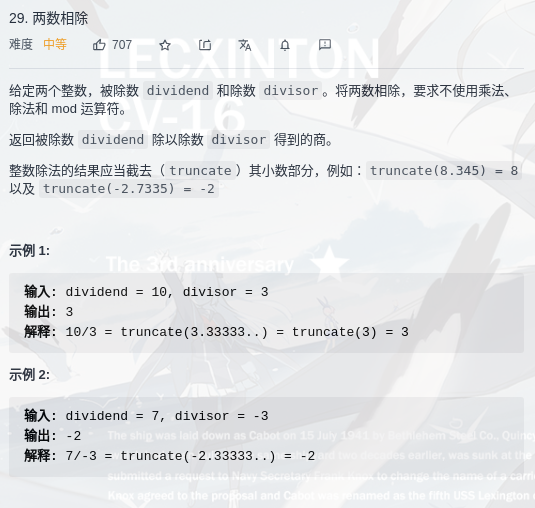 29. 两数相除
难度 中等 707
LECXINTON
CV-16
给定两个整数，被除数 dividend 和除数 divisor。将两数相除，要求不使用乘法、
除法和 mod 运算符。
返回被除数 dividend 除以除数 divisor 得到的商。
整数除法的结果应当截去（truncate）其小数部分，例如：truncate(8.345) = 8
以及 truncate(-2.7335) = -2
示例 1:
The 3rd anniversary
输入: dividend = 10, divisor = 3
输出: 3
解释: 10/3 = truncate(3.33333..) = truncate(3) = 3
示例 2:
输入: dividend = 7, divisor = -3
输出: -2
The ship was laid down as Cabot on 15 July 1941 by Bethlehem Steel Co., Quinc
解释: 7/-3 = truncate(-2.33333..) = -2
two decades earlier, was sunk at the
submitted a request to Navy Secretary Frank Knox to change the name of a
Knox agreed to the proposal and Cabot was renamed as the fifth USS Lexington